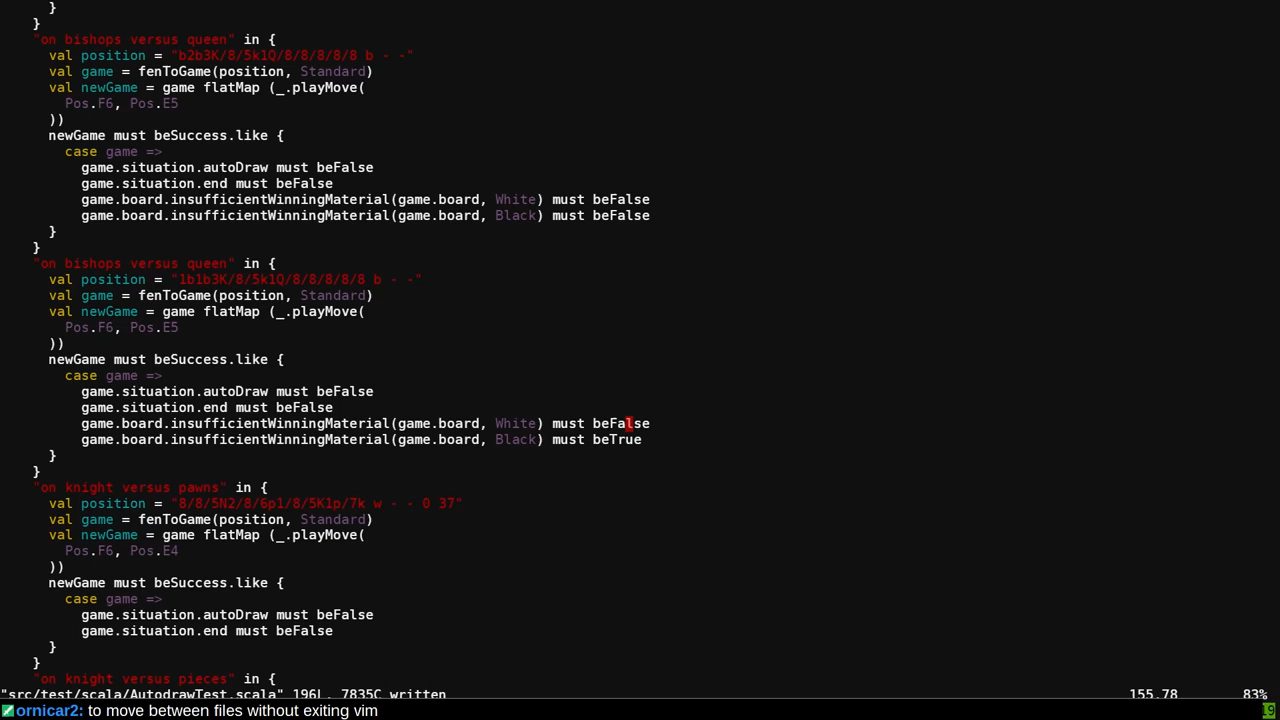 }
    }
    "on bishops versus queen" in {
      val position = "b2b3K/8/5k1Q/8/8/8/8/8 b - -"
      val game = fenToGame(position, Standard)
      val newGame = game flatMap (_.playMove(
        Pos.F6, Pos.E5
      ))
      newGame must beSuccess.like {
        case game =>
          game.situation.autoDraw must beFalse
          game.situation.end must beFalse
          game.board.insufficientWinningMaterial(game.board, White) must beFalse
          game.board.insufficientWinningMaterial(game.board, Black) must beFalse
      }
    }
    "on bishops versus queen" in {
      val position = "1b1b3K/8/5k1Q/8/8/8/8/8 b - -"
      val game = fenToGame(position, Standard)
      val newGame = game flatMap (_.playMove(
        Pos.F6, Pos.E5
      ))
      newGame must beSuccess.like {
        case game =>
          game.situation.autoDraw must beFalse
          game.situation.end must beFalse
          game.board.insufficientWinningMaterial(game.board, White) must beFalse
          game.board.insufficientWinningMaterial(game.board, Black) must beTrue
      }
    }
    "on knight versus pawns" in {
      val position = "8/8/5N2/8/6p1/8/5K1p/7k w - - 0 37"
      val game = fenToGame(position, Standard)
      val newGame = game flatMap (_.playMove(
        Pos.F6, Pos.E4
      ))
      newGame must beSuccess.like {
        case game =>
          game.situation.autoDraw must beFalse
          game.situation.end must beFalse
      }
    }
    "on knight versus pieces" in {
"src/test/scala/AutodrawTest.scala" 196L, 7835C written 155,78 83%
ornicar2: to move between files without exiting vim